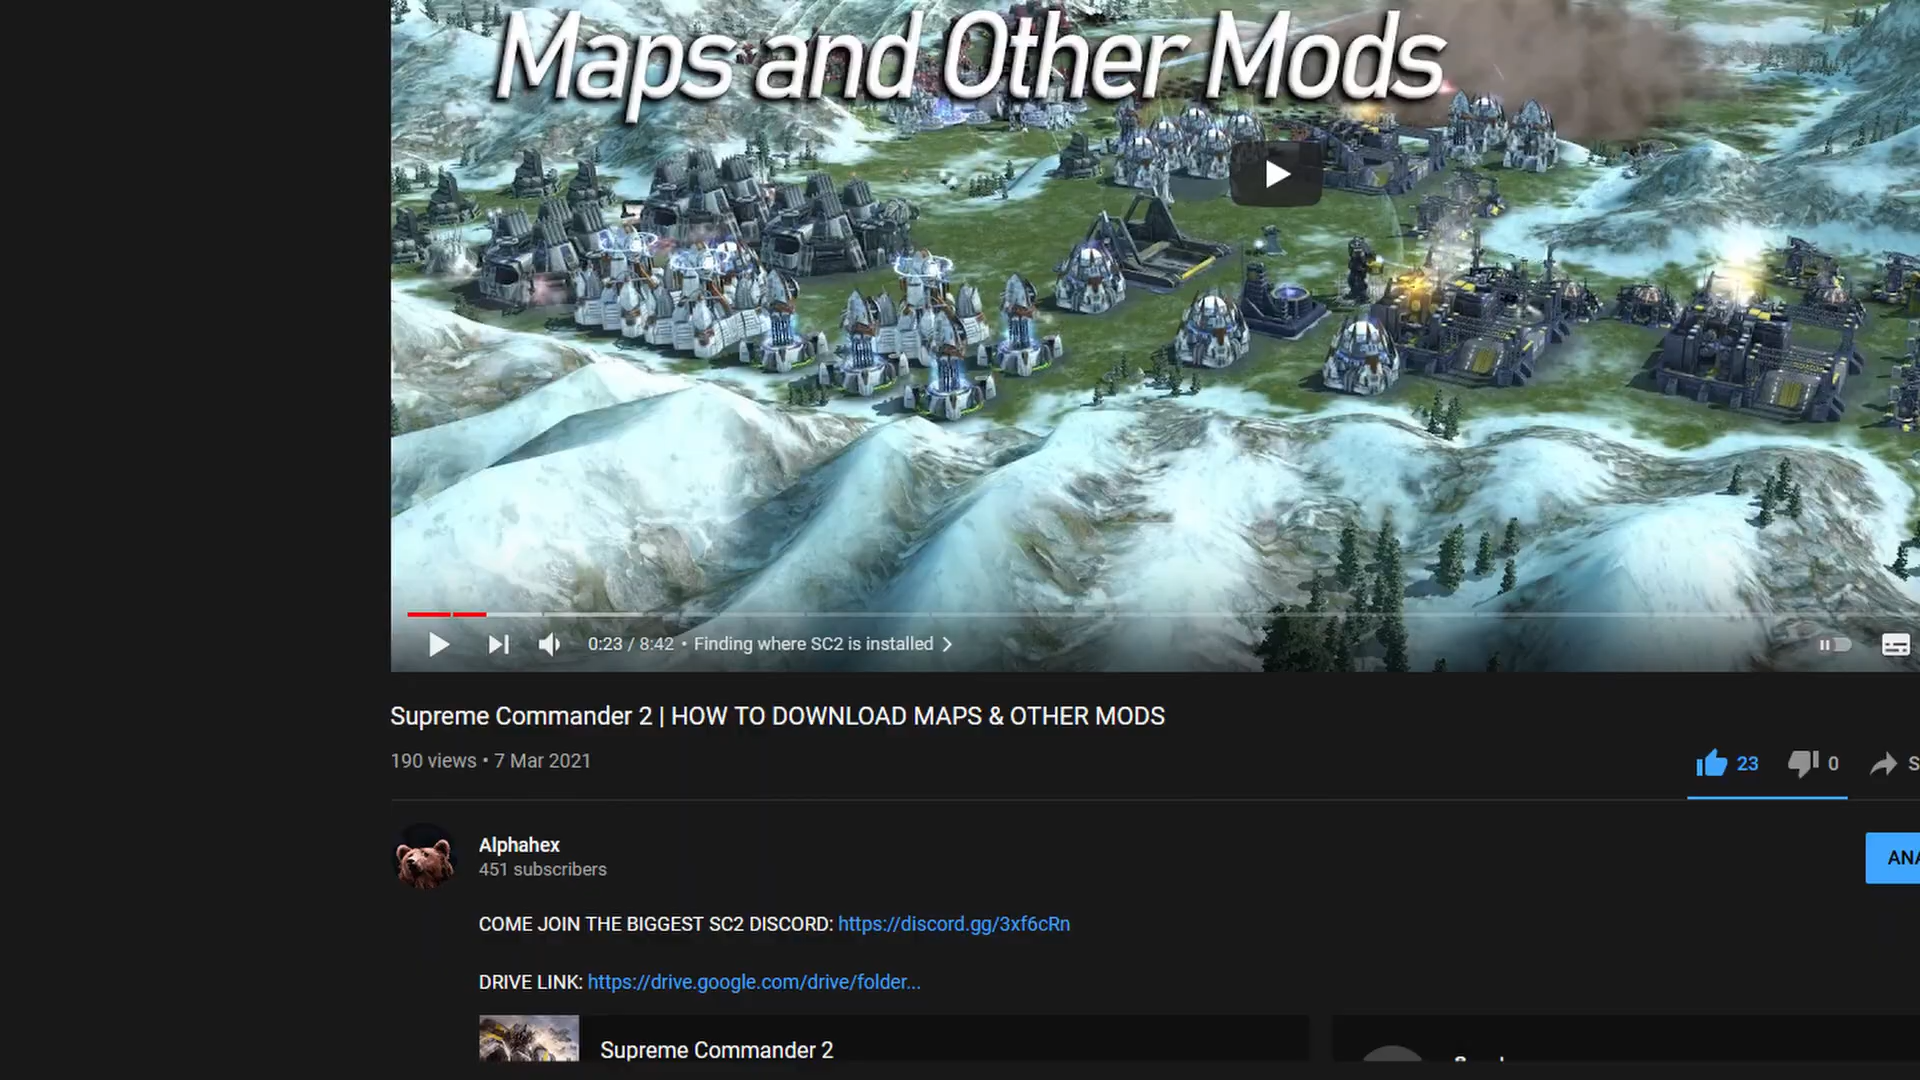 Maps and Other Mods
0:23 / 8:42 • Finding where SC2 is installed
Supreme Commander 2 | HOW TO DOWNLOAD MAPS & OTHER MODS
190 views • 7 Mar 2021
23
0
S
Alphahex
451 subscribers
ANA
COME JOIN THE BIGGEST SC2 DISCORD: https://discord.gg/3xf6cRn
DRIVE LINK: https://drive.google.com/drive/folder...
Supreme Commander 2